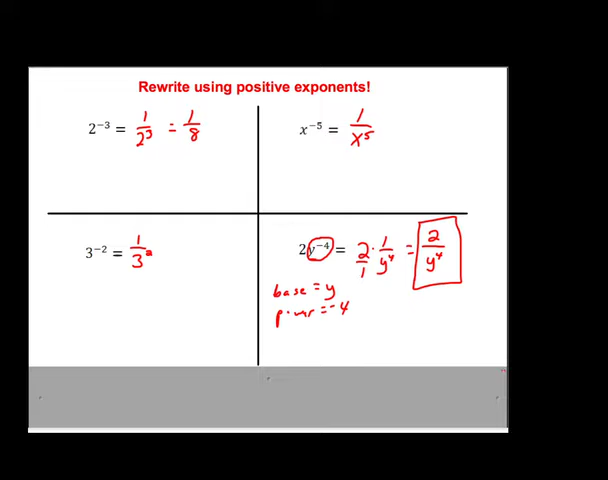 Rewrite using positive exponents!
2⁻³ = 1/2³ = 1/8
x⁻⁵ = 1/x⁵
3⁻² = 1/3²
2y⁻⁴ = 2/1 · 1/y⁴ = 2/y⁴
base = y
power = -4